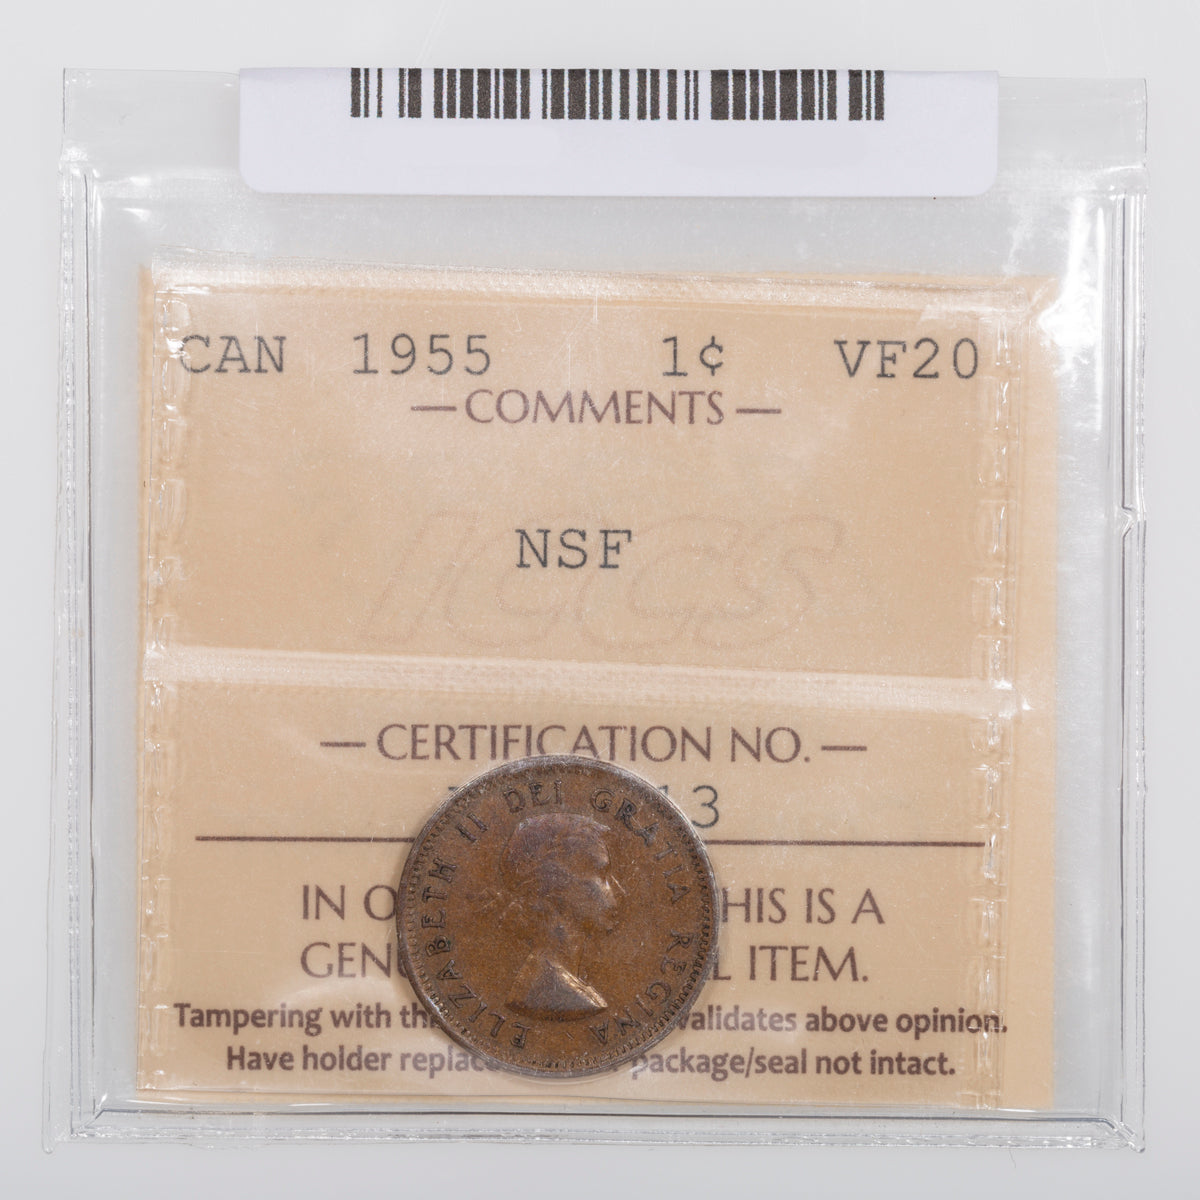 CAN 1955 1¢ VF20
— COMMENTS —
NSF
ICCS
— CERTIFICATION NO. —
13
IN O HIS IS A
GENU L ITEM.
Tampering with th validates above opinion.
Have holder replac package/seal not intact.
ELIZABETH II DEI GRATIA REGINA